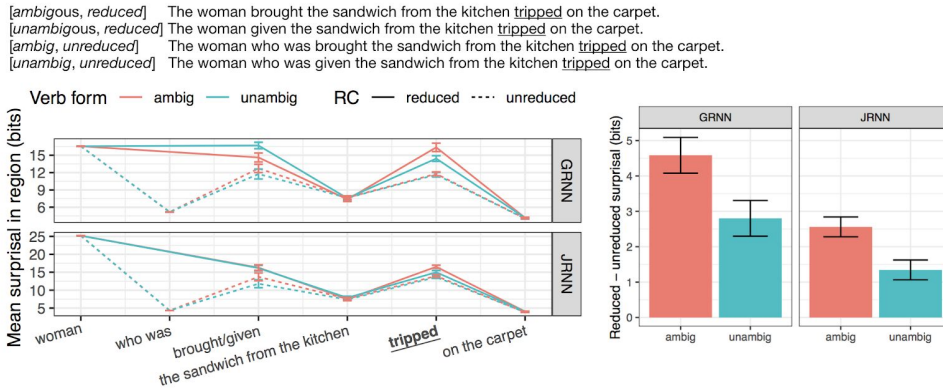 [ambigous, reduced] The woman brought the sandwich from the kitchen tripped on the carpet.
[unambigous, reduced] The woman given the sandwich from the kitchen tripped on the carpet.
[ambig, unreduced] The woman who was brought the sandwich from the kitchen tripped on the carpet.
[unambig, unreduced] The woman who was given the sandwich from the kitchen tripped on the carpet.
Verb form ambig unambig RC reduced unreduced
Mean surprisal in region (bits)
15
12
9
6
GRNN
25
20
15
10
5
JRNN
woman
who was
brought/given
the sandwich from the kitchen
tripped
on the carpet
Reduced – unreduced surprisal (bits)
GRNN JRNN
5
4
3
2
1
0
ambig unambig ambig unambig